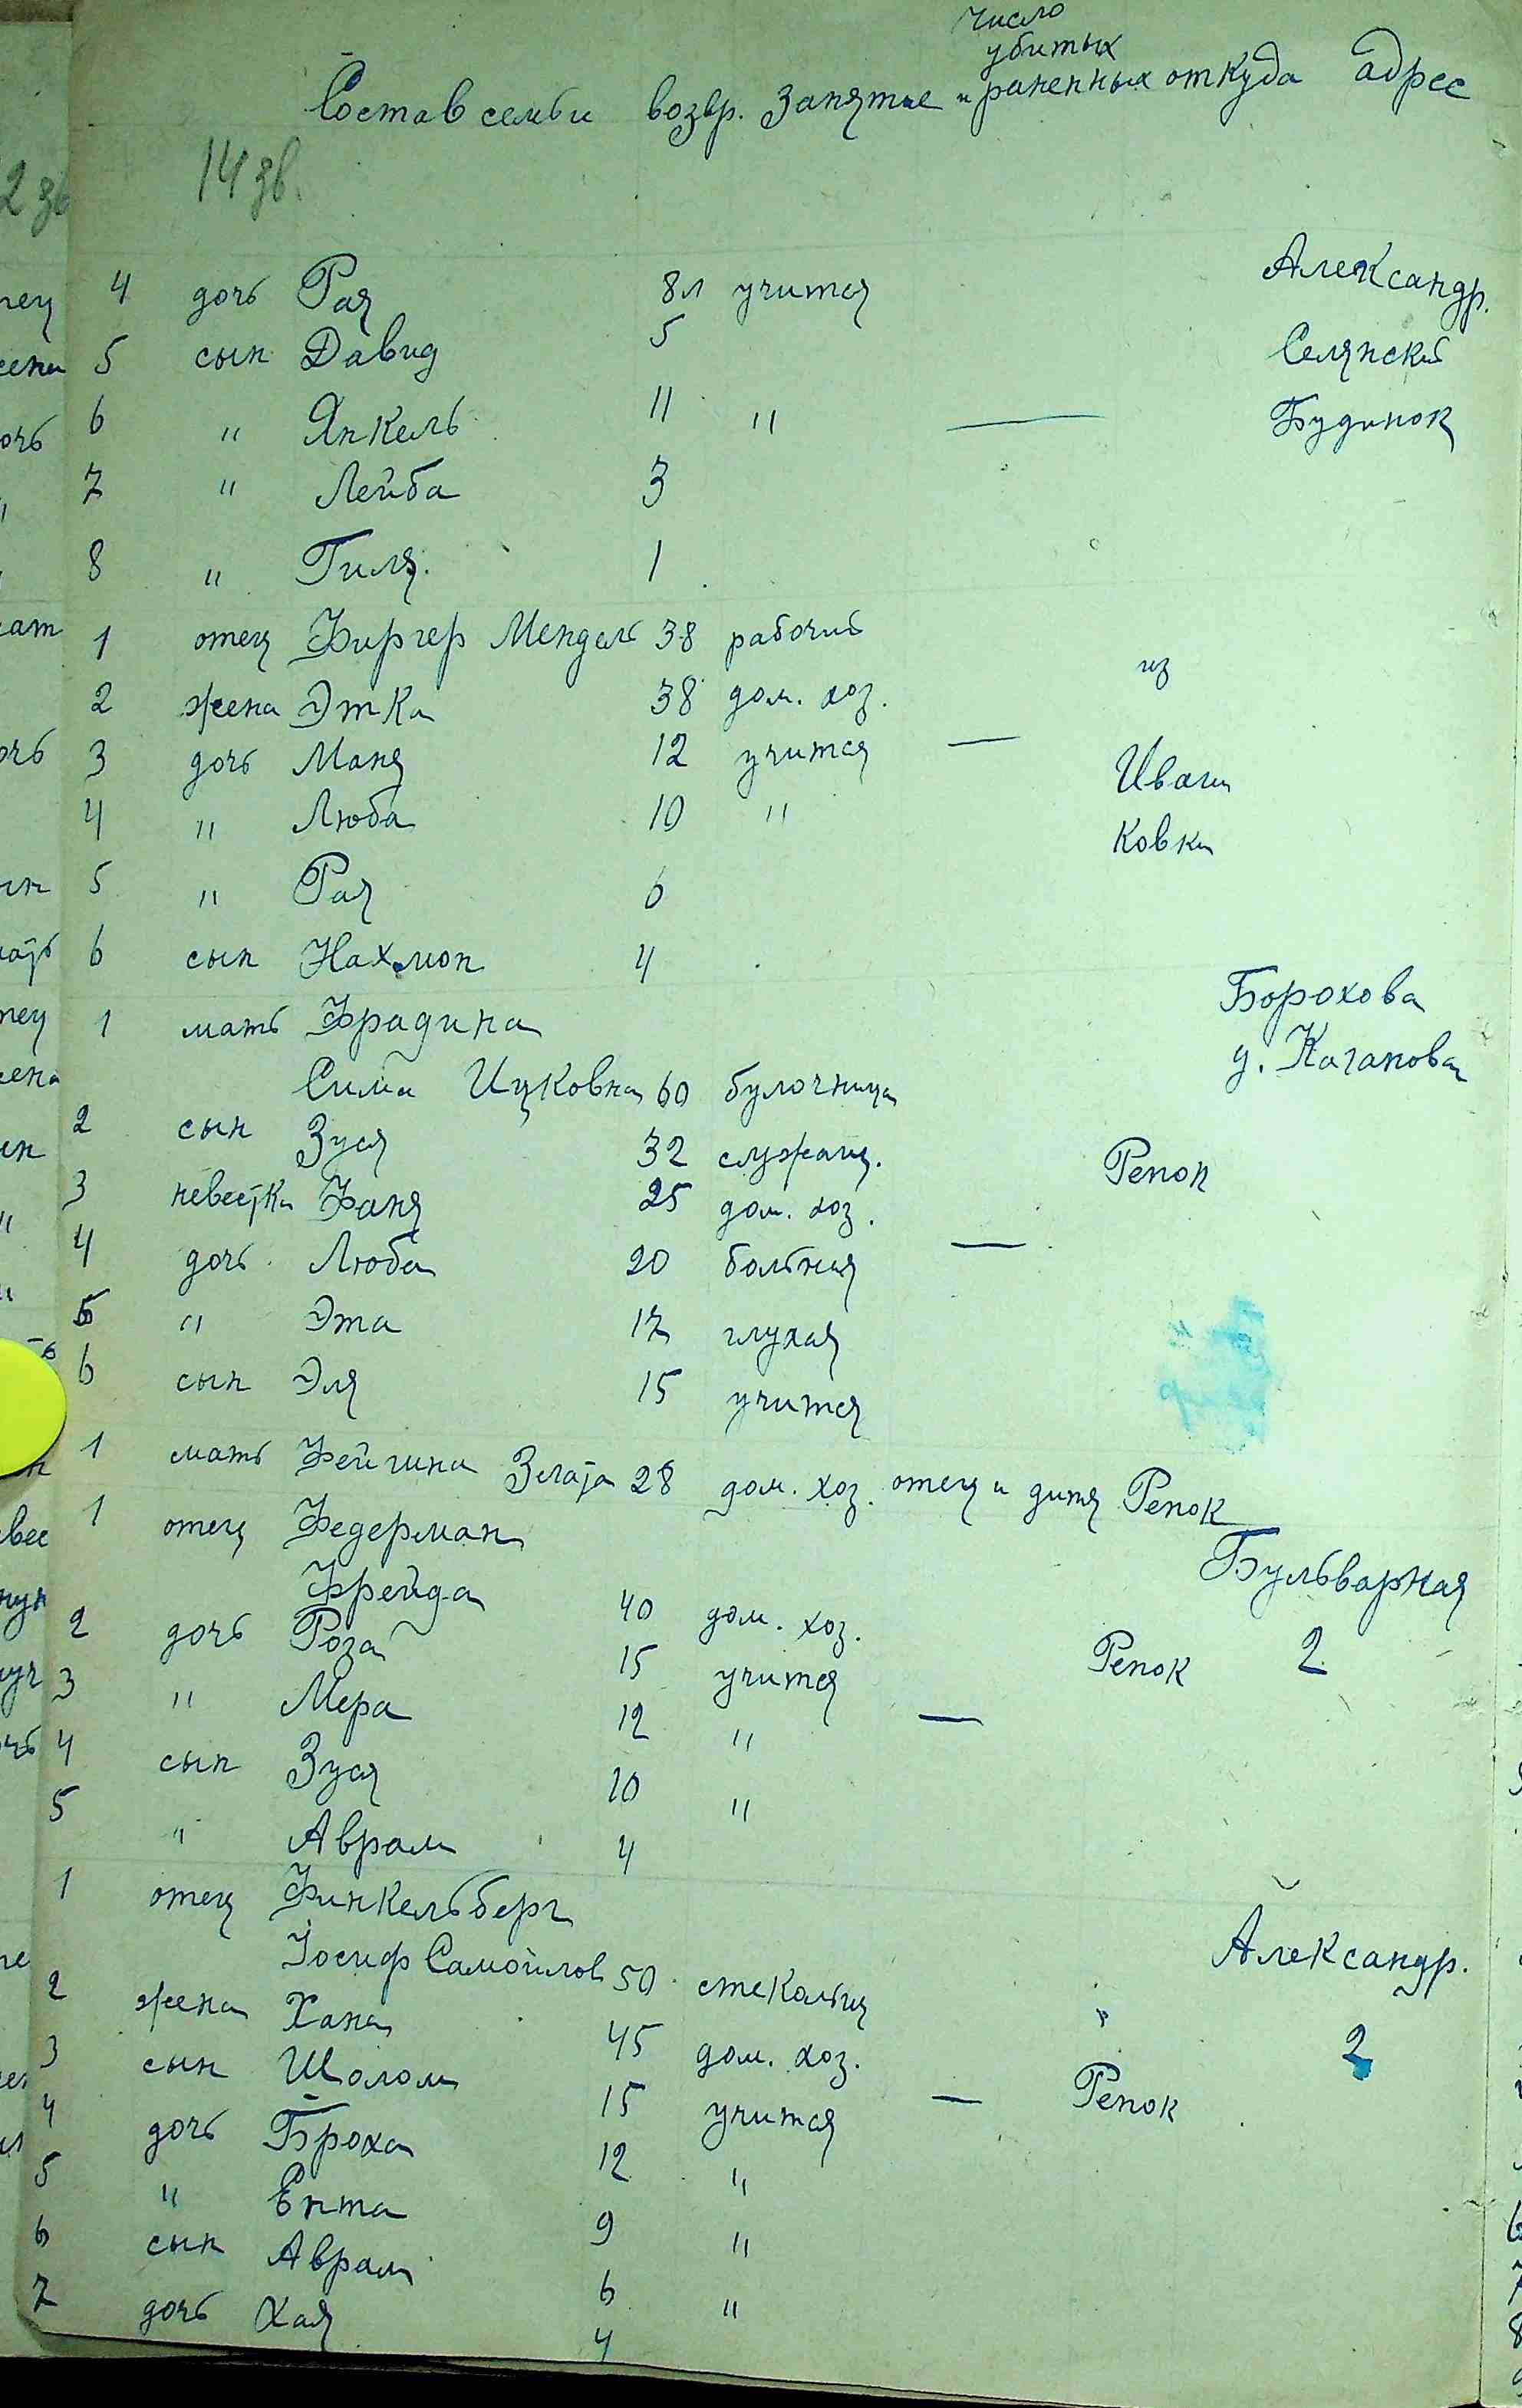 число
убитых
Состав семьи возвр. Занятие и раненных откуда адрес
14 зв.
4 дочь Рая 8л учится Александр.
5 сын Давид 5 Селянский
6 " Янкель 11 " — Будинок
7 " Лейба 3
8 " Гиля. 1
1 отец Фиргер Мендель 38 рабочий
2 жена Этка 38 дом. хоз. из
3 дочь Маня 12 учится — Ивачи
4 " Люба 10 " Ковки
5 " Рая 6
6 сын Нахмон 4
1 мать Фрадина Борохова
Сима Ицковна 60 булочница у. Каганова
2 сын Зуся 32 служащ. Репок
3 невестка Фаня 25 дом. хоз.
4 дочь Люба 20 больная —
5 " Эта 17 глухая
6 сын Эля 15 учится
1 мать Фейгина Злата 28 дом. хоз. отец и дитя Репок
1 отец Федерман Бульварная
Фрейда 40 дом. хоз. 2
2 дочь Роза 15 учится Репок
3 " Мера 12 " —
4 сын Зуся 10 "
5 " Аврам 4
1 отец Финкельберг Александр.
Иосиф Самойлов 50 стекольщ 2
2 жена Хана 45 дом. хоз.
3 сын Шолом 15 учится — Репок
4 дочь Броха 12 "
5 " Ента 9 "
6 сын Аврам 6 "
7 дочь Хая 4